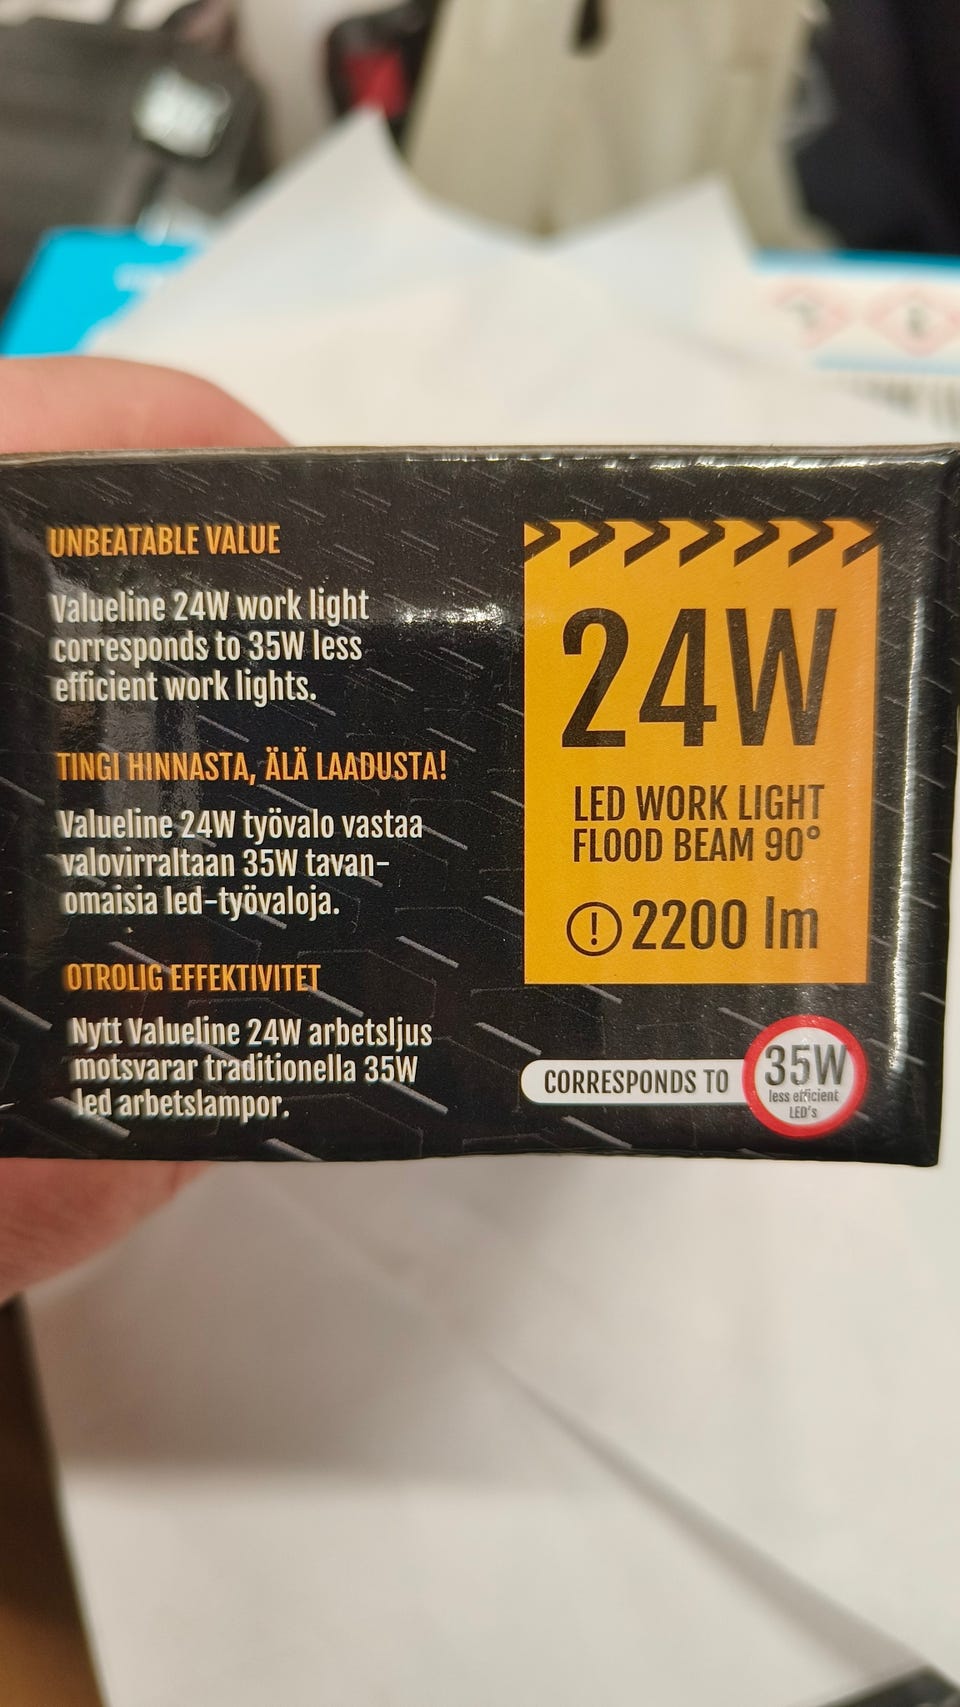 UNBEATABLE VALUE
Valueline 24W work light
corresponds to 35W less
efficient work lights.
TINGI HINNASTA, ÄLÄ LAADUSTA!
Valueline 24W työvalo vastaa
valovirraltaan 35W tavan-
omaisia led-työvaloja.
OTROLIG EFFEKTIVITET
Nytt Valueline 24W arbetsljus
motsvarar traditionella 35W
led arbetslampor.
24W
LED WORK LIGHT
FLOOD BEAM 90°
! 2200 lm
CORRESPONDS TO
35W
less efficient
LED's